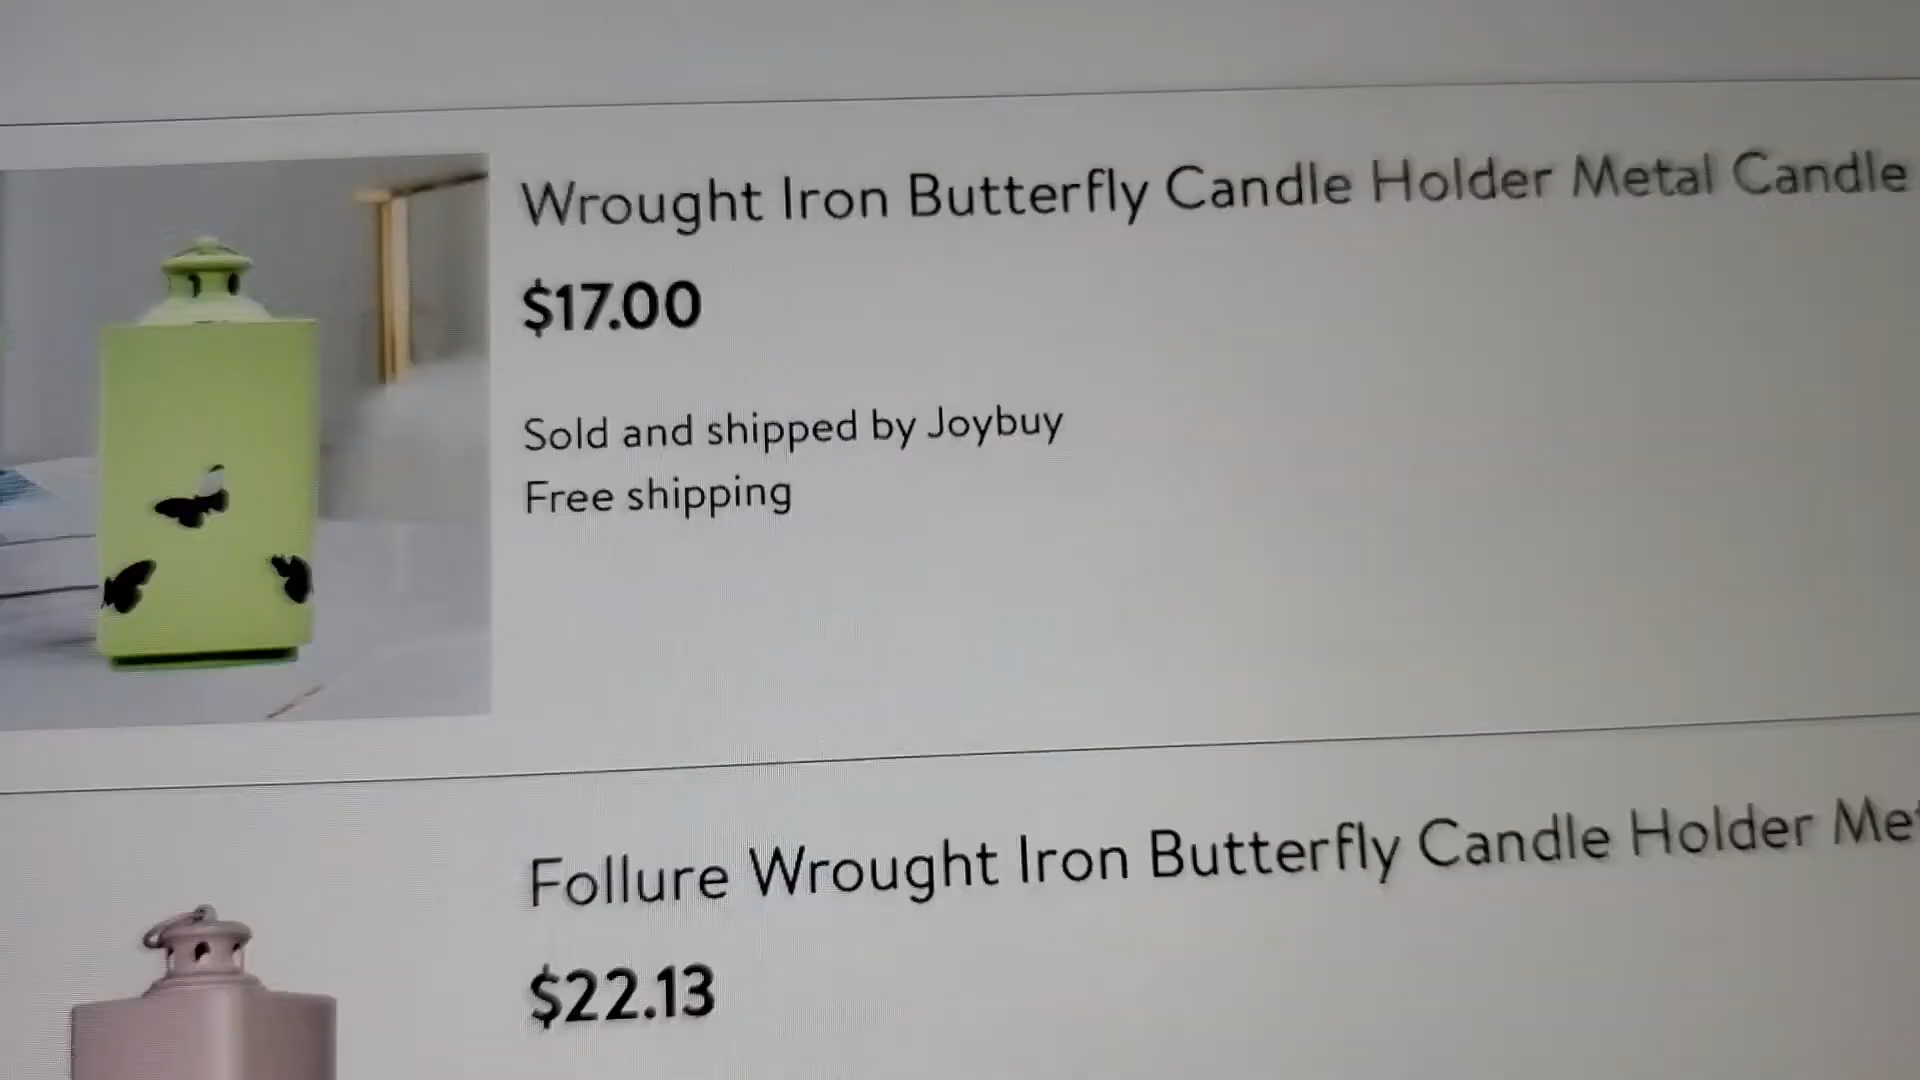 Wrought Iron Butterfly Candle Holder Metal Candle
$17.00
Sold and shipped by Joybuy
Free shipping
Follure Wrought Iron Butterfly Candle Holder Me
$22.13